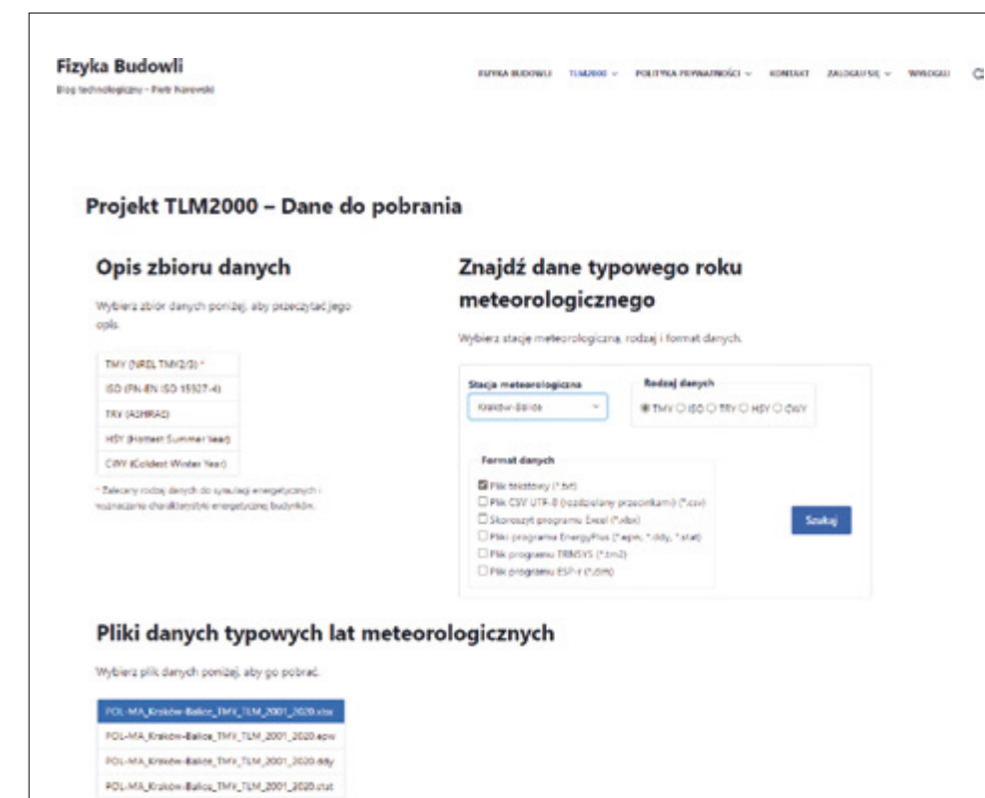 Fizyka Budowli
Blog technologiczny - Piotr Narowski
FIZYKA BUDOWLI TLM2000 POLITYKA PRYWATNOŚCI KONTAKT ZALOGUJ SIĘ WYLOGUJ
Projekt TLM2000 – Dane do pobrania
Opis zbioru danych
Wybierz zbiór danych poniżej, aby przeczytać jego
opis.
TMY (NREL TMY2/3) *
ISO (PN-EN ISO 15927-4)
TRY (ASHRAE)
HSY (Hottest Summer Year)
CWY (Coldest Winter Year)
* Zalecany rodzaj danych do symulacji energetycznych i
wyznaczania charakterystyki energetycznej budynków.
Znajdź dane typowego roku
meteorologicznego
Wybierz stację meteorologiczną, rodzaj i format danych.
Stacja meteorologiczna
Kraków-Balice
Rodzaj danych
TMY ISO TRY HSY CWY
Format danych
Plik tekstowy (*.txt)
Plik CSV UTF-8 (rozdzielany przecinkami) (*.csv)
Skoroszyt programu Excel (*.xlsx)
Pliki programu EnergyPlus (*.epw, *.ddy, *.stat)
Plik programu TRNSYS (*.tm2)
Plik programu ESP-r (*.clm)
Szukaj
Pliki danych typowych lat meteorologicznych
Wybierz plik danych poniżej, aby go pobrać.
POL-MA_Kraków-Balice_TMY_TLM_2001_2020.xlsx
POL-MA_Kraków-Balice_TMY_TLM_2001_2020.epw
POL-MA_Kraków-Balice_TMY_TLM_2001_2020.ddy
POL-MA_Kraków-Balice_TMY_TLM_2001_2020.stat